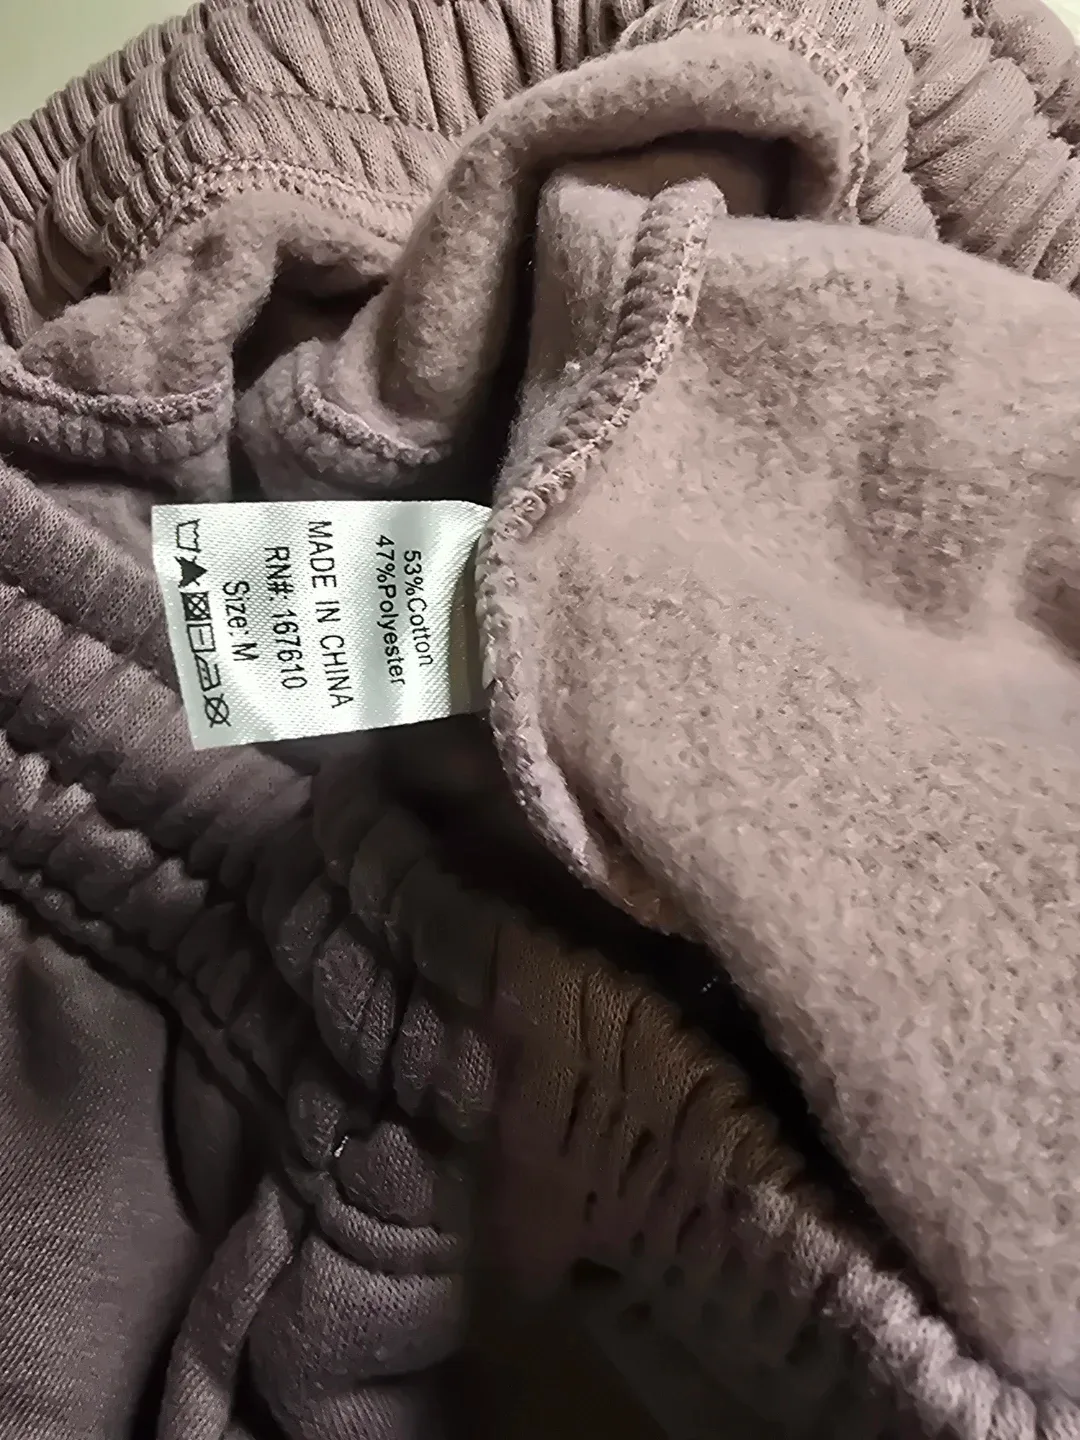 53%Cotton
47%Polyester
MADE IN CHINA
RN#. 167610
Size: M